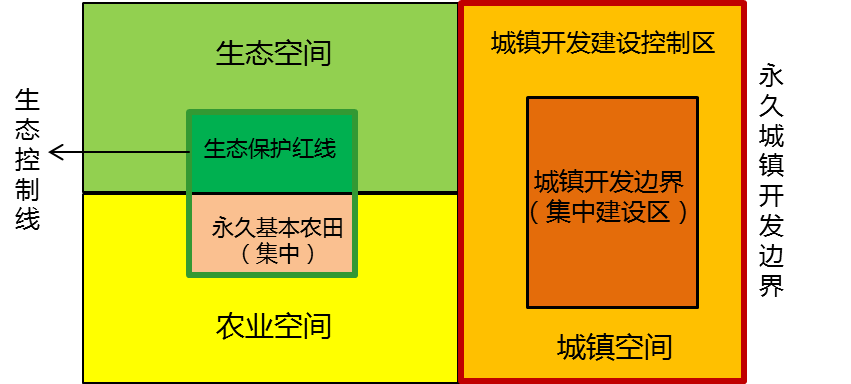 生态空间
城镇开发建设控制区
生态控制线
生态保护红线
永久基本农田
（集中）
农业空间
城镇开发边界
（集中建设区）
城镇空间
永久城镇开发边界